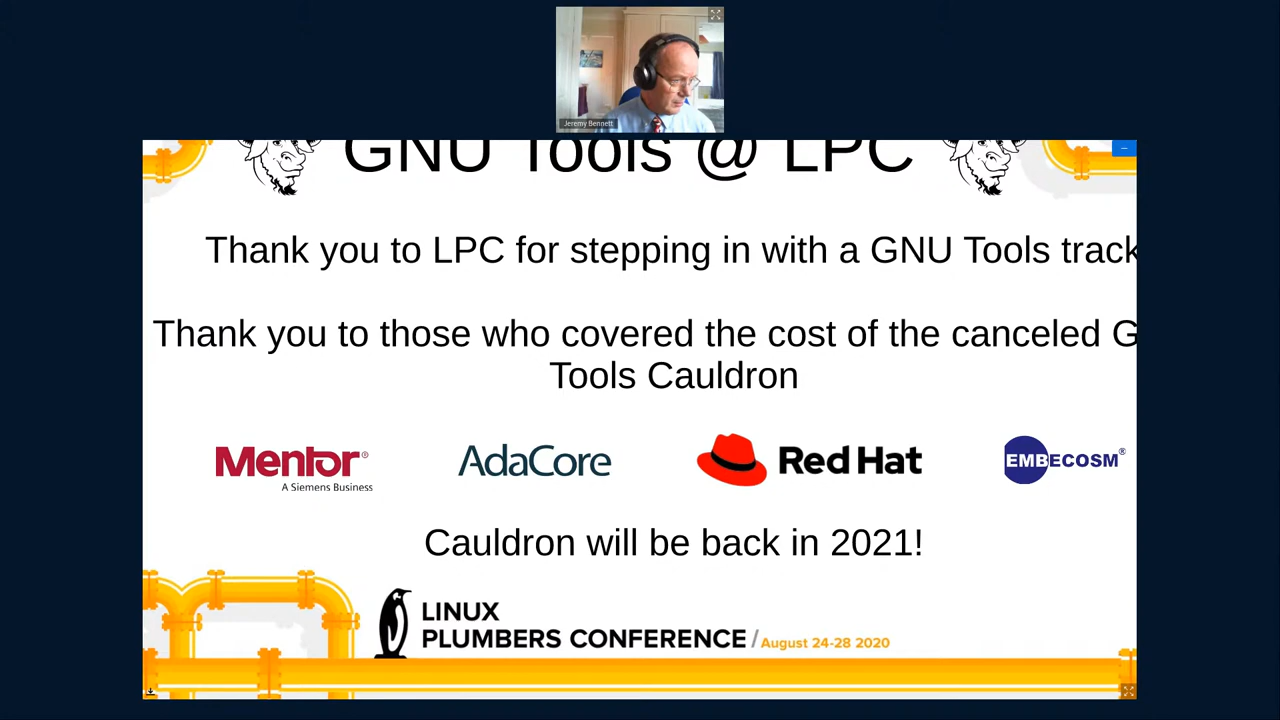 Jeremy Bennett
GNU Tools @ LPC
Thank you to LPC for stepping in with a GNU Tools track
Thank you to those who covered the cost of the canceled G
Tools Cauldron
Mentor®
A Siemens Business
AdaCore
Red Hat
EMBECOSM®
Cauldron will be back in 2021!
LINUX
PLUMBERS CONFERENCE / August 24-28 2020